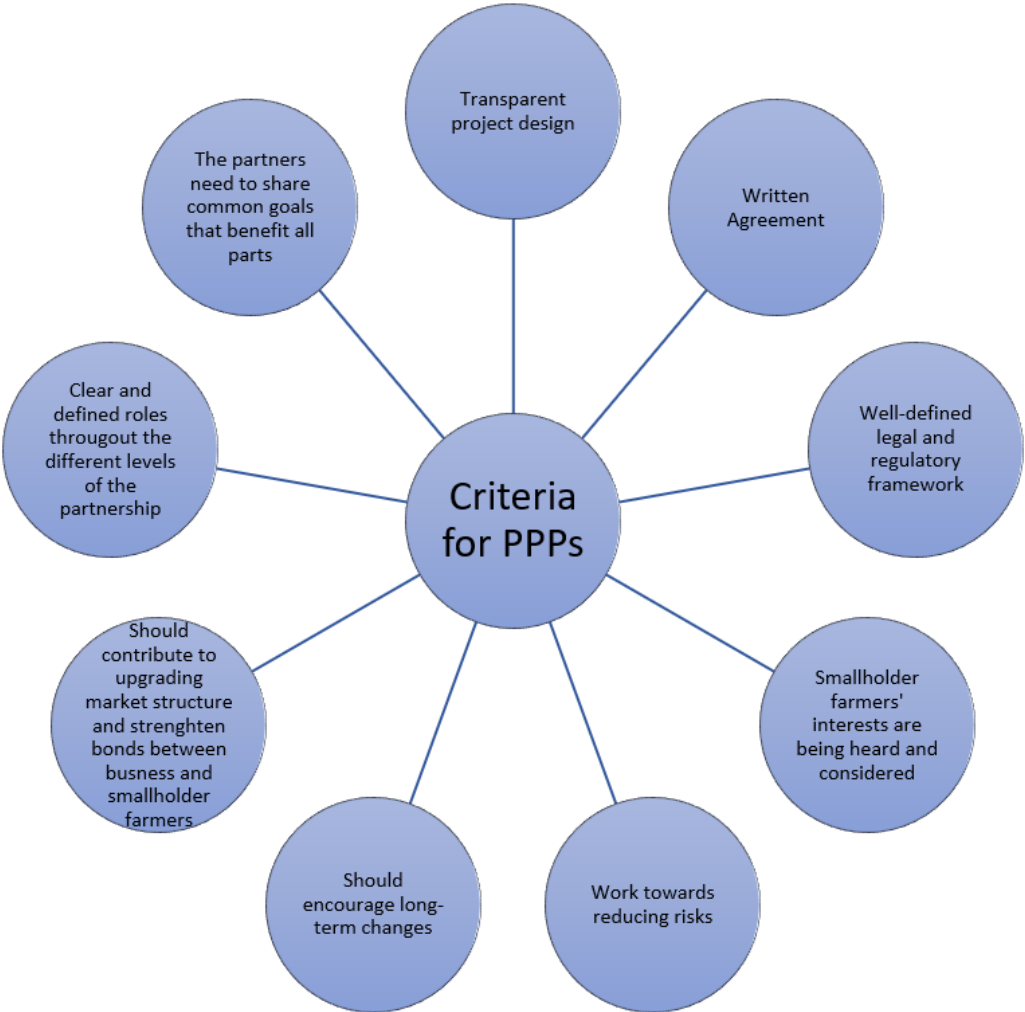 Transparent
project design
Written
Agreement
Well-defined
legal and
regulatory
framework
Smallholder
farmers'
interests are
being heard and
considered
Work towards
reducing risks
Should
encourage long-
term changes
Should
contribute to
upgrading
market structure
and strenghten
bonds between
busness and
smallholder
farmers
Clear and
defined roles
througout the
different levels
of the
partnership
The partners
need to share
common goals
that benefit all
parts
Criteria
for PPPs